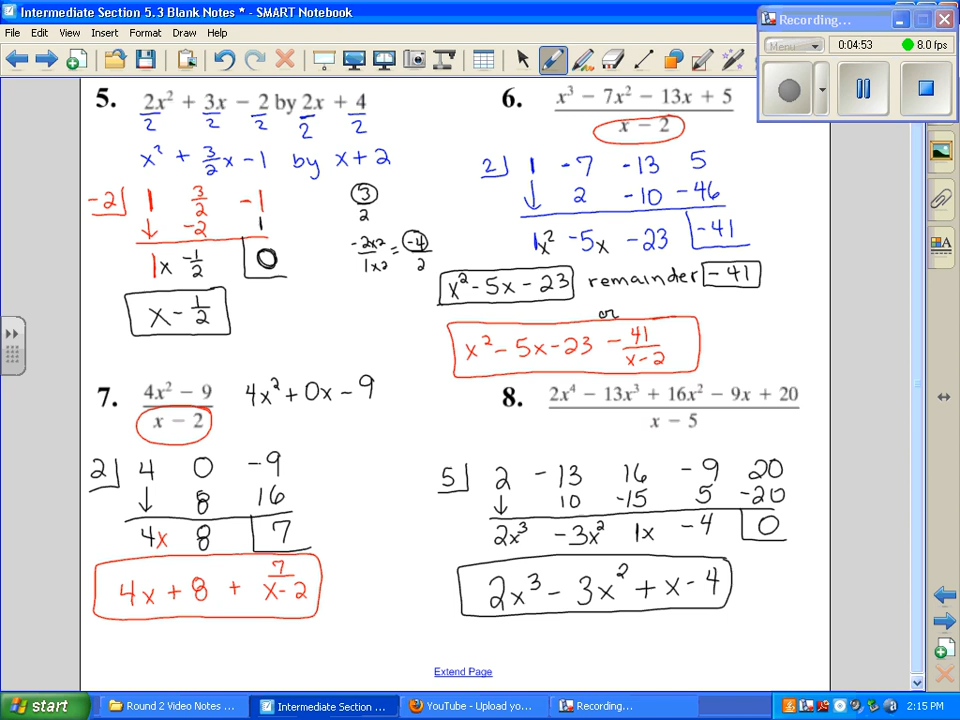 Intermediate Section 5.3 Blank Notes * - SMART Notebook
Recording...
File Edit View Insert Format Draw Help
Menu 0:04:53 8.0 fps
5. 2x² + 3x − 2 by 2x + 4
2 2 2 2 2
x² + 3/2x − 1 by x + 2
-2 1 3/2 -1
-2 1
1x -1/2 0
3/2
-2x2/1x2 = -4/2
x − 1/2
6. x³ − 7x² − 13x + 5
x − 2
2 1 -7 -13 5
2 -10 -46
1x² -5x -23 -41
x² - 5x - 23 remainder -41
or
x² - 5x - 23 - 41/x-2
7. 4x² − 9 4x² + 0x - 9
x − 2
2 4 0 -9
8 16
4x 8 7
4x + 8 + 7/x-2
8. 2x⁴ − 13x³ + 16x² − 9x + 20
x − 5
5 2 -13 16 -9 20
10 -15 5 -20
2x³ -3x² 1x -4 0
2x³ - 3x² + x - 4
Extend Page
start Round 2 Video Notes ... Intermediate Section ... YouTube - Upload yo... Recording... 2:15 PM